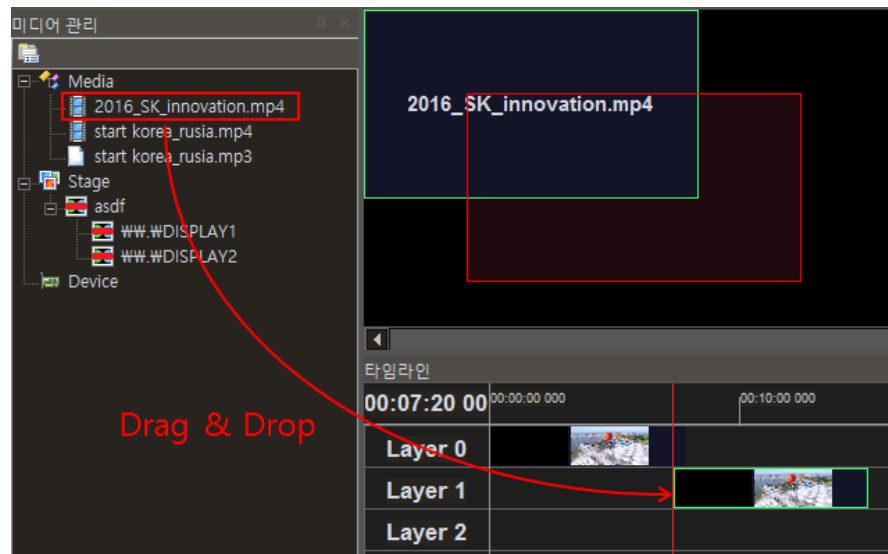 미디어 관리
Media
2016_SK_innovation.mp4
start korea_rusia.mp4
start korea_rusia.mp3
Stage
asdf
₩₩.₩DISPLAY1
₩₩.₩DISPLAY2
Device
Drag & Drop
2016_SK_innovation.mp4
타임라인
00:07:20 00
00:00:00 000
00:10:00 000
Layer 0
Layer 1
Layer 2